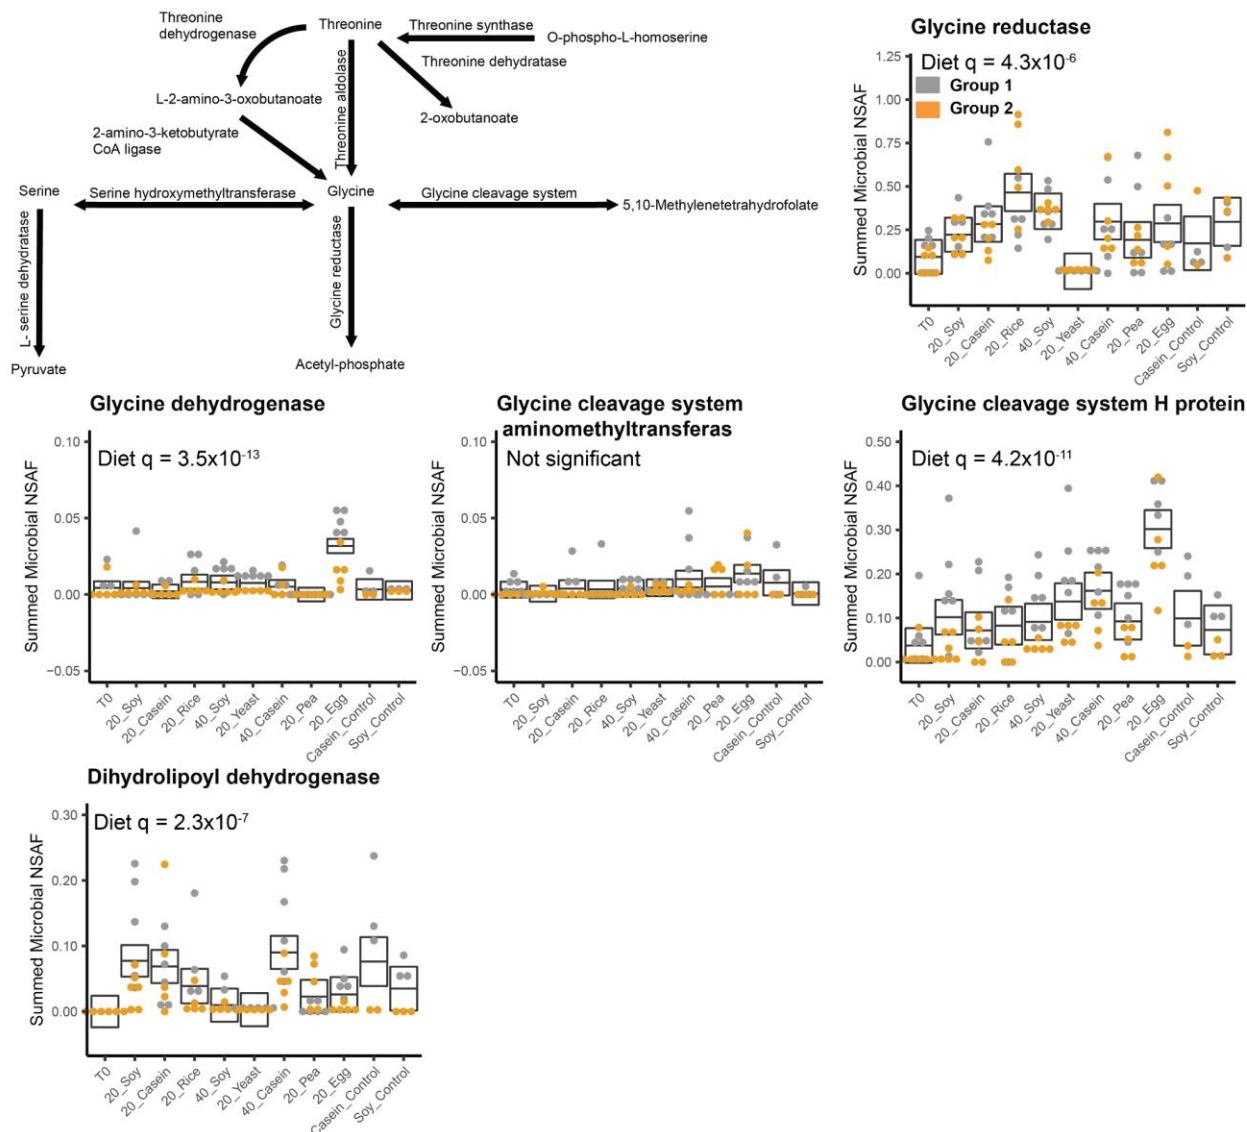 Threonine dehydrogenase
Threonine
Threonine synthase
O-phospho-L-homoserine
Threonine dehydratase
2-oxobutanoate
L-2-amino-3-oxobutanoate
Threonine aldolase
2-amino-3-ketobutyrate
CoA ligase
Serine
Serine hydroxymethyltransferase
Glycine
Glycine cleavage system
5,10-Methylenetetrahydrofolate
L- serine dehydratase
Glycine reductase
Pyruvate
Acetyl-phosphate
Glycine reductase
Diet q = 4.3x10⁻⁶
Group 1
Group 2
Summed Microbial NSAF
1.25
1.00
0.75
0.50
0.25
0.00
T0 20_Soy 20_Casein 20_Rice 40_Soy 20_Yeast 40_Casein 20_Pea 20_Egg Casein_Control Soy_Control
Glycine dehydrogenase
Diet q = 3.5x10⁻¹³
Summed Microbial NSAF
0.10
0.05
0.00
−0.05
T0 20_Soy 20_Casein 20_Rice 40_Soy 20_Yeast 40_Casein 20_Pea 20_Egg Casein_Control Soy_Control
Glycine cleavage system
aminomethyltransferas
Not significant
Summed Microbial NSAF
0.10
0.05
0.00
−0.05
T0 20_Soy 20_Casein 20_Rice 40_Soy 20_Yeast 40_Casein 20_Pea 20_Egg Casein_Control Soy_Control
Glycine cleavage system H protein
Diet q = 4.2x10⁻¹¹
Summed Microbial NSAF
0.50
0.40
0.30
0.20
0.10
0.00
T0 20_Soy 20_Casein 20_Rice 40_Soy 20_Yeast 40_Casein 20_Pea 20_Egg Casein_Control Soy_Control
Dihydrolipoyl dehydrogenase
Diet q = 2.3x10⁻⁷
Summed Microbial NSAF
0.30
0.20
0.10
0.00
T0 20_Soy 20_Casein 20_Rice 40_Soy 20_Yeast 40_Casein 20_Pea 20_Egg Casein_Control Soy_Control